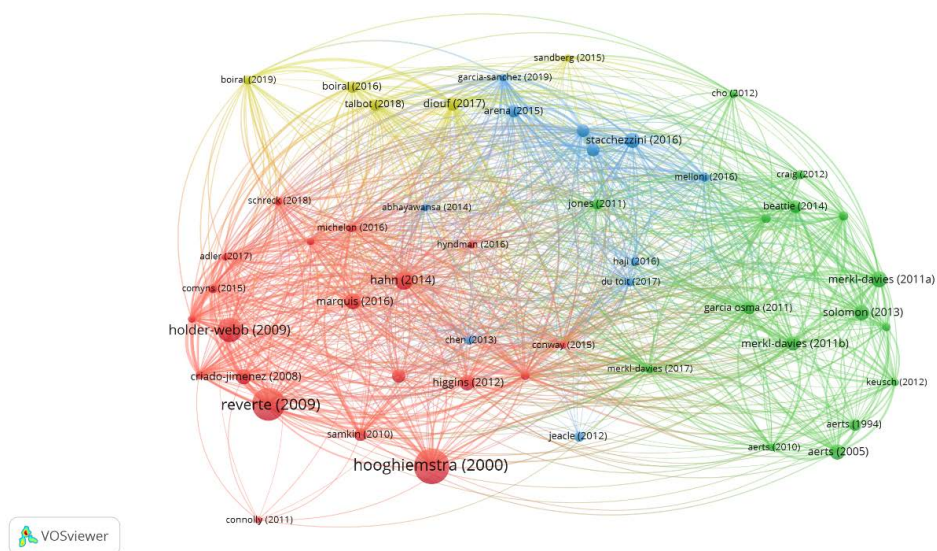 sandberg (2015)
boiral (2019)
garcia-sanchez (2019)
boiral (2016)
cho (2012)
talbot (2018)
diouf (2017)
arena (2015)
stacchezzini (2016)
melloni (2016)
craig (2012)
schreck (2018)
abhayawansa (2014)
jones (2011)
beattie (2014)
michelon (2016)
hyndman (2016)
adler (2017)
haji (2016)
hahn (2014)
du toit (2017)
merkl-davies (2011a)
comyns (2015)
marquis (2016)
garcia osma (2011)
solomon (2013)
holder-webb (2009)
chen (2013)
conway (2015)
merkl-davies (2011b)
criado-jimenez (2008)
higgins (2012)
merkl-davies (2017)
keusch (2012)
reverte (2009)
samkin (2010)
jeacle (2012)
aerts (1994)
aerts (2010)
aerts (2005)
hooghiemstra (2000)
connolly (2011)
VOSviewer